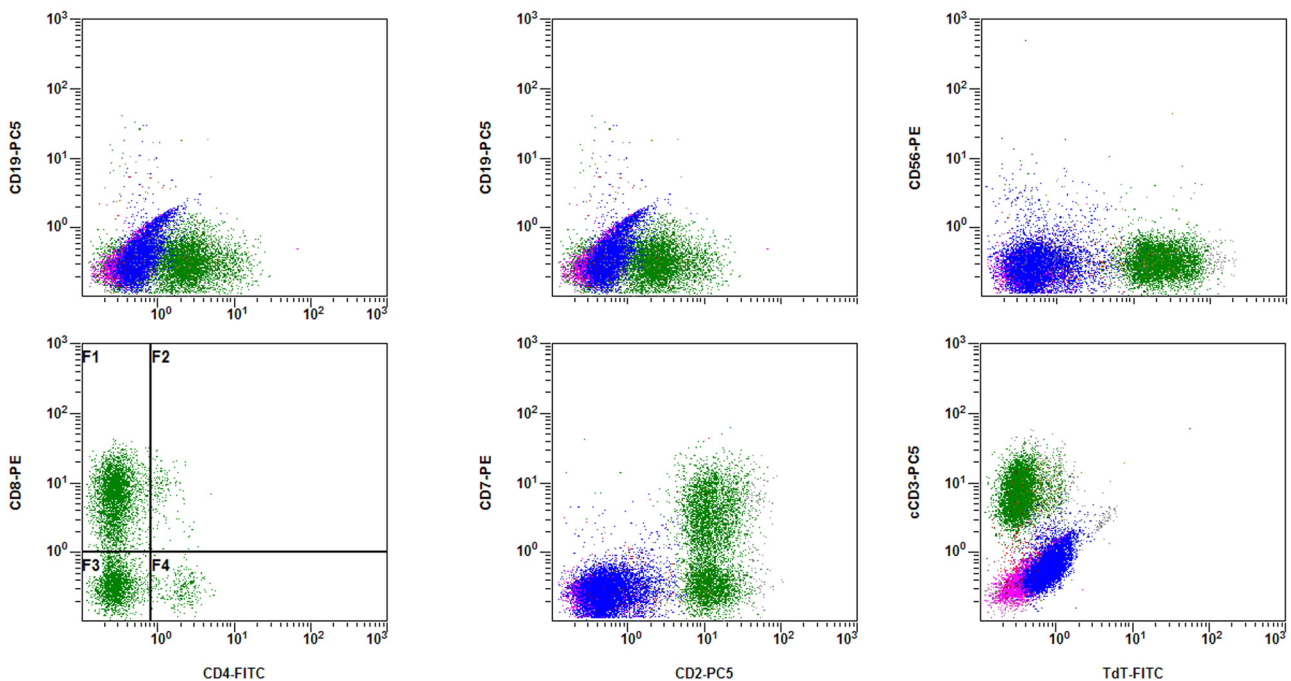 10³ 10³ 10³
10² 10² 10²
CD19-PC5 CD19-PC5 CD56-PE
10¹ 10¹ 10¹
10⁰ 10⁰ 10⁰
10⁰ 10¹ 10² 10³ 10⁰ 10¹ 10² 10³ 10⁰ 10¹ 10² 10³
10³ 10³ 10³
F1 F2
10² 10² 10²
CD8-PE CD7-PE cCD3-PC5
10¹ 10¹ 10¹
10⁰ 10⁰ 10⁰
F3 F4
10⁰ 10¹ 10² 10³ 10⁰ 10¹ 10² 10³ 10⁰ 10¹ 10² 10³
CD4-FITC CD2-PC5 TdT-FITC